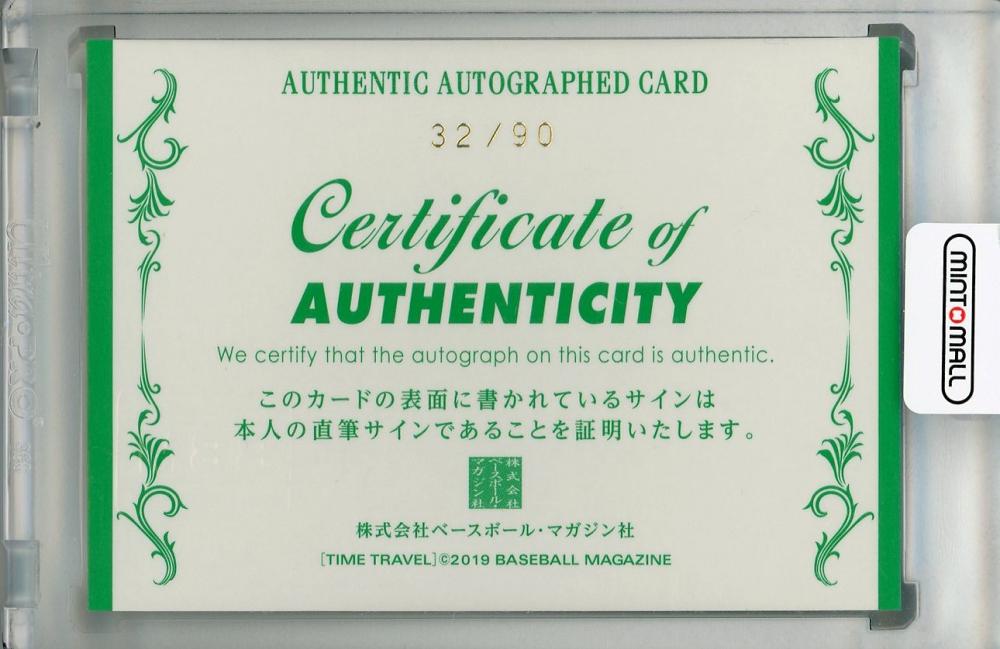 AUTHENTIC AUTOGRAPHED CARD
32/90
Certificate of
AUTHENTICITY
We certify that the autograph on this card is authentic.
このカードの表面に書かれているサインは
本人の直筆サインであることを証明いたします。
株式会社
ベースボール・
マガジン社
株式会社ベースボール・マガジン社
[TIME TRAVEL]©2019 BASEBALL MAGAZINE
MINTMALL
ultra・PRO®